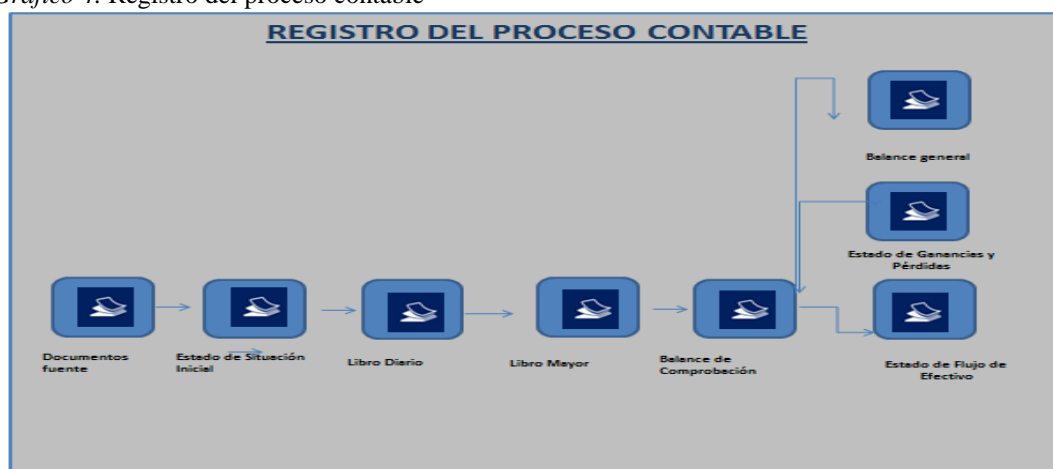 Gráfico 4. Registro del proceso contable
REGISTRO DEL PROCESO CONTABLE
Balance general
Estado de Ganancias y
Pérdidas
Documentos
fuente
Estado de Situación
Inicial
Libro Diario
Libro Mayor
Balance de
Comprobación
Estado de Flujo de
Efectivo